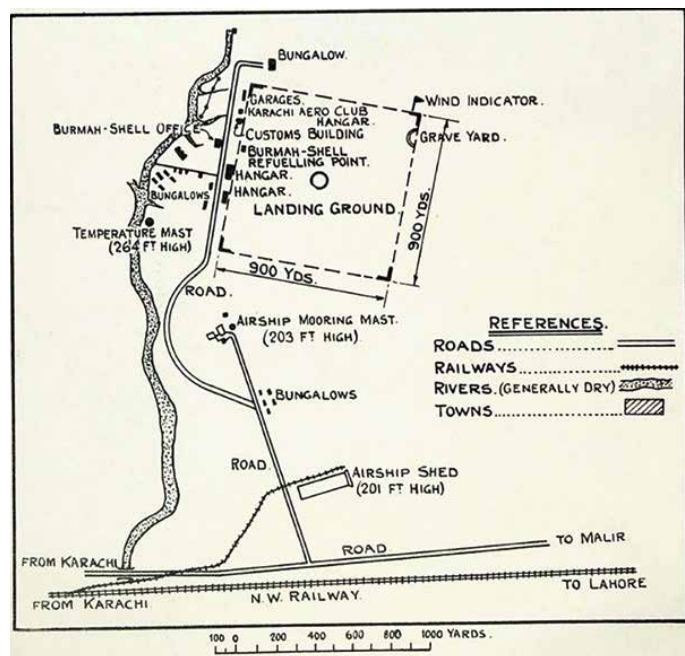 BUNGALOW.
GARAGES.
KARACHI AERO CLUB
HANGAR.
WIND INDICATOR.
BURMAH-SHELL OFFICE
CUSTOMS BUILDING
GRAVE YARD.
BURMAH-SHELL
REFUELLING POINT.
HANGAR.
HANGAR.
BUNGALOWS
LANDING GROUND
900 YDS.
TEMPERATURE MAST
(264 FT HIGH)
900 YDS.
ROAD.
AIRSHIP MOORING MAST.
(203 FT HIGH)
REFERENCES.
ROADS
RAILWAYS
RIVERS. (GENERALLY DRY)
TOWNS
BUNGALOWS
ROAD.
AIRSHIP SHED
(201 FT HIGH)
FROM KARACHI
ROAD
TO MALIR
FROM KARACHI.
N.W. RAILWAY.
TO LAHORE
100 0 200 400 600 800 1000 YARDS.